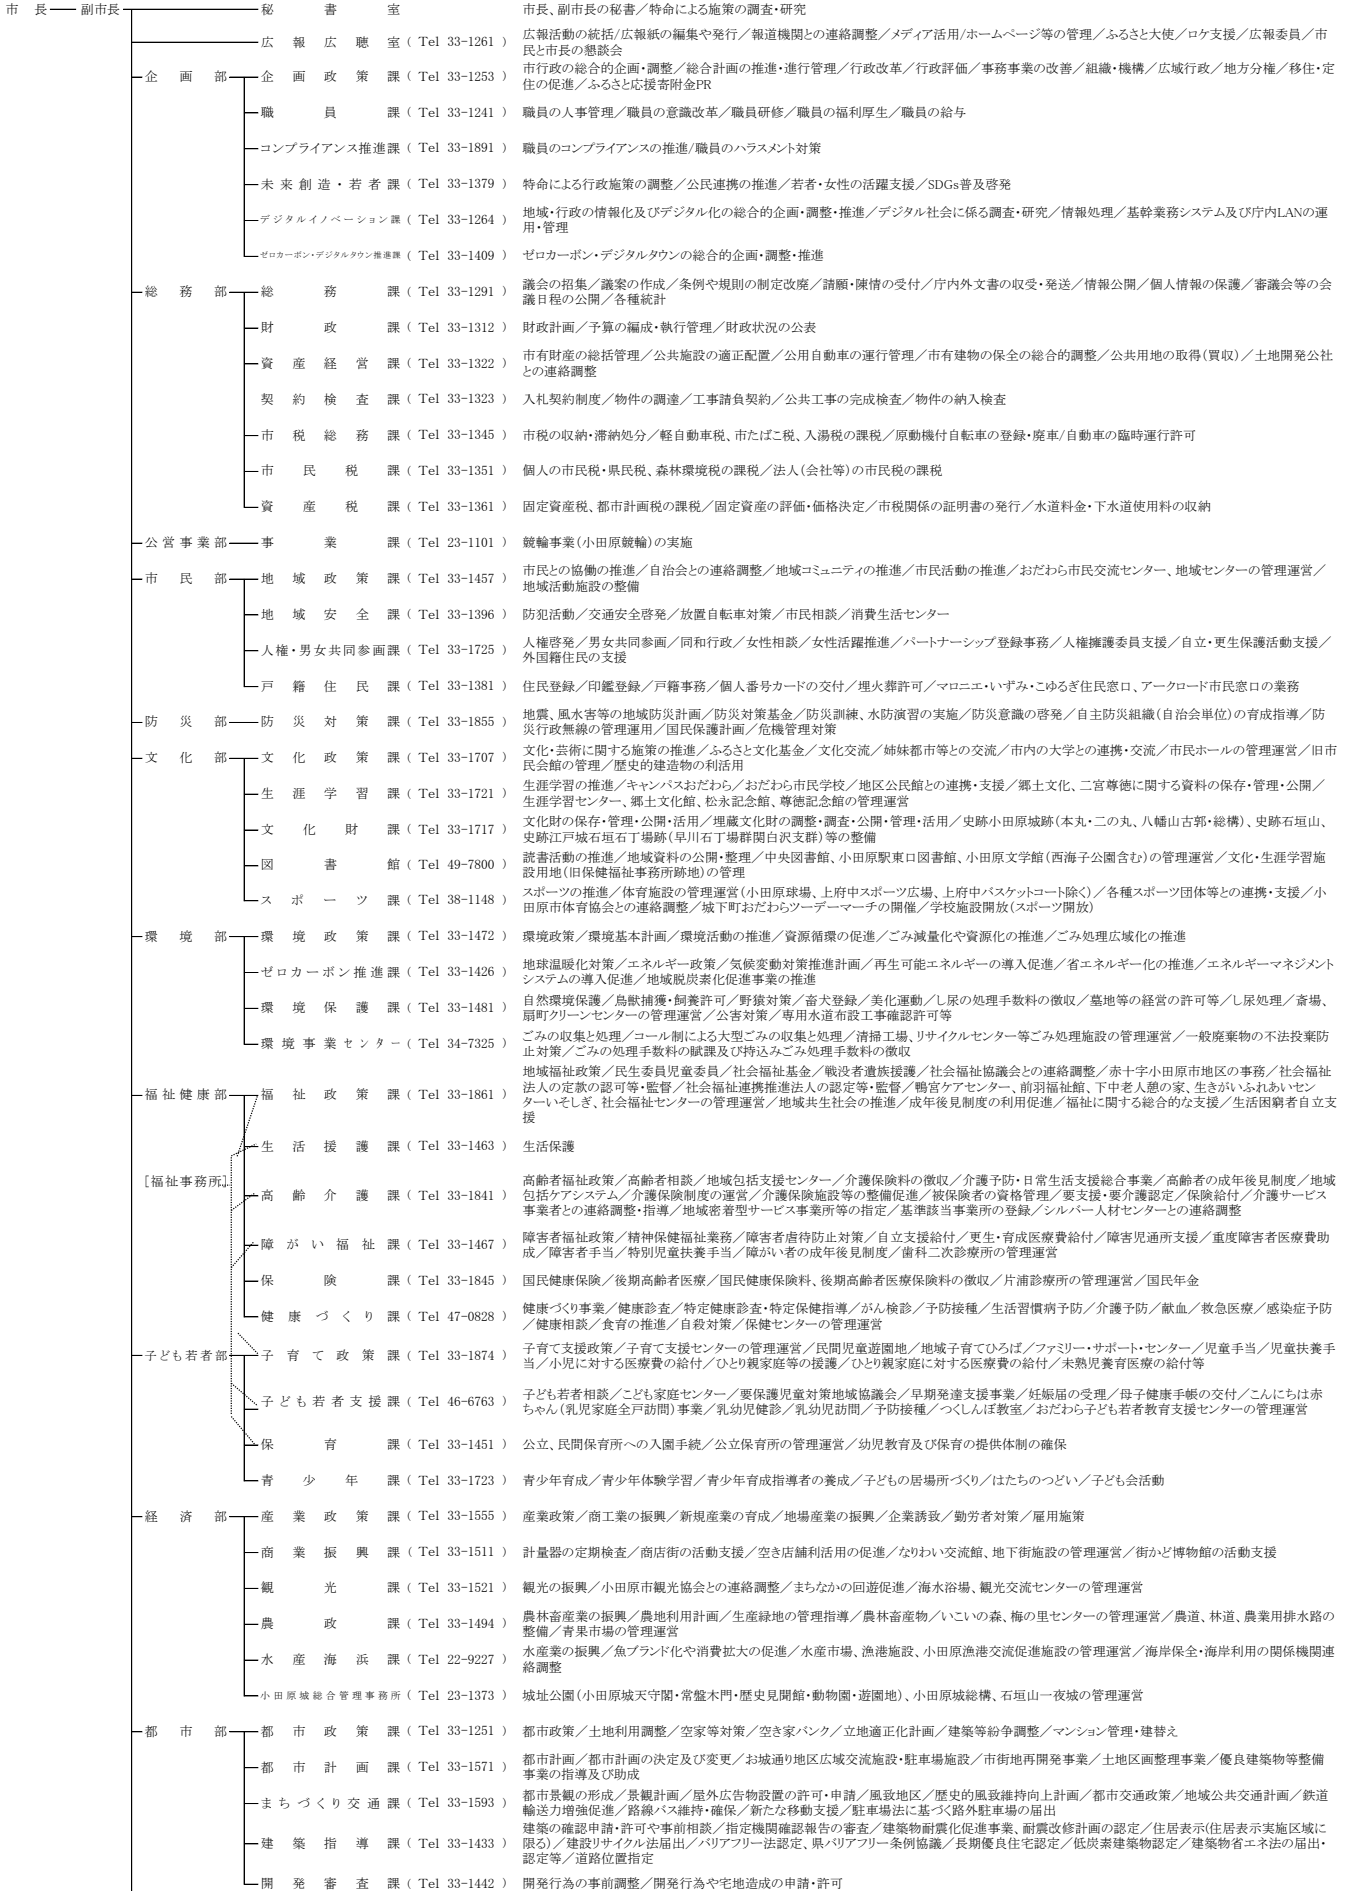 市　長 副市長 秘書室 市長、副市長の秘書／特命による施策の調査・研究
広報広聴室 ( Tel 33-1261 ) 広報活動の統括/広報紙の編集や発行／報道機関との連絡調整／メディア活用/ホームページ等の管理／ふるさと大使／ロケ支援／広報委員／市
民と市長の懇談会
企画部 企画政策課 ( Tel 33-1253 ) 市行政の総合的企画・調整／総合計画の推進・進行管理／行政改革／行政評価／事務事業の改善／組織・機構／広域行政／地方分権／移住・定
住の促進／ふるさと応援寄附金PR
職員課 ( Tel 33-1241 ) 職員の人事管理／職員の意識改革／職員研修／職員の福利厚生／職員の給与
コンプライアンス推進課 ( Tel 33-1891 ) 職員のコンプライアンスの推進/職員のハラスメント対策
未来創造・若者課 ( Tel 33-1379 ) 特命による行政施策の調整／公民連携の推進／若者・女性の活躍支援／SDGs普及啓発
デジタルイノベーション課 ( Tel 33-1264 ) 地域・行政の情報化及びデジタル化の総合的企画・調整・推進／デジタル社会に係る調査・研究／情報処理／基幹業務システム及び庁内LANの運
用・管理
ゼロカーボン・デジタルタウン推進課 ( Tel 33-1409 ) ゼロカーボン・デジタルタウンの総合的企画・調整・推進
総務部 総務課 ( Tel 33-1291 ) 議会の招集／議案の作成／条例や規則の制定改廃／請願・陳情の受付／庁内外文書の収受・発送／情報公開／個人情報の保護／審議会等の会
議日程の公開／各種統計
財政課 ( Tel 33-1312 ) 財政計画／予算の編成・執行管理／財政状況の公表
資産経営課 ( Tel 33-1322 ) 市有財産の総括管理／公共施設の適正配置／公用自動車の運行管理／市有建物の保全の総合的調整／公共用地の取得(買収)／土地開発公社
との連絡調整
契約検査課 ( Tel 33-1323 ) 入札契約制度／物件の調達／工事請負契約／公共工事の完成検査／物件の納入検査
市税総務課 ( Tel 33-1345 ) 市税の収納・滞納処分／軽自動車税、市たばこ税、入湯税の課税／原動機付自転車の登録・廃車/自動車の臨時運行許可
市民税課 ( Tel 33-1351 ) 個人の市民税・県民税、森林環境税の課税／法人(会社等)の市民税の課税
資産税課 ( Tel 33-1361 ) 固定資産税、都市計画税の課税／固定資産の評価・価格決定／市税関係の証明書の発行／水道料金・下水道使用料の収納
公営事業部 事業課 ( Tel 23-1101 ) 競輪事業(小田原競輪)の実施
市民部 地域政策課 ( Tel 33-1457 ) 市民との協働の推進／自治会との連絡調整／地域コミュニティの推進／市民活動の推進／おだわら市民交流センター、地域センターの管理運営／
地域活動施設の整備
地域安全課 ( Tel 33-1396 ) 防犯活動／交通安全啓発／放置自転車対策／市民相談／消費生活センター
人権・男女共同参画課 ( Tel 33-1725 ) 人権啓発／男女共同参画／同和行政／女性相談／女性活躍推進／パートナーシップ登録事務／人権擁護委員支援／自立・更生保護活動支援／
外国籍住民の支援
戸籍住民課 ( Tel 33-1381 ) 住民登録／印鑑登録／戸籍事務／個人番号カードの交付／埋火葬許可／マロニエ・いずみ・こゆるぎ住民窓口、アークロード市民窓口の業務
防災部 防災対策課 ( Tel 33-1855 ) 地震、風水害等の地域防災計画／防災対策基金／防災訓練、水防演習の実施／防災意識の啓発／自主防災組織(自治会単位)の育成指導／防
災行政無線の管理運用／国民保護計画／危機管理対策
文化部 文化政策課 ( Tel 33-1707 ) 文化・芸術に関する施策の推進／ふるさと文化基金／文化交流／姉妹都市等との交流／市内の大学との連携・交流／市民ホールの管理運営／旧市
民会館の管理／歴史的建造物の利活用
生涯学習課 ( Tel 33-1721 ) 生涯学習の推進／キャンパスおだわら／おだわら市民学校／地区公民館との連携・支援／郷土文化、二宮尊徳に関する資料の保存・管理・公開／
生涯学習センター、郷土文化館、松永記念館、尊徳記念館の管理運営
文化財課 ( Tel 33-1717 ) 文化財の保存・管理・公開・活用／埋蔵文化財の調整・調査・公開・管理・活用／史跡小田原城跡(本丸・二の丸、八幡山古郭・総構)、史跡石垣山、
史跡江戸城石垣石丁場跡(早川石丁場群関白沢支群)等の整備
図書館 ( Tel 49-7800 ) 読書活動の推進／地域資料の公開・整理／中央図書館、小田原駅東口図書館、小田原文学館(西海子公園含む)の管理運営／文化・生涯学習施
設用地(旧保健福祉事務所跡地)の管理
スポーツ課 ( Tel 38-1148 ) スポーツの推進／体育施設の管理運営(小田原球場、上府中スポーツ広場、上府中バスケットコート除く)／各種スポーツ団体等との連携・支援／小
田原市体育協会との連絡調整／城下町おだわらツーデーマーチの開催／学校施設開放(スポーツ開放)
環境部 環境政策課 ( Tel 33-1472 ) 環境政策／環境基本計画／環境活動の推進／資源循環の促進／ごみ減量化や資源化の推進／ごみ処理広域化の推進
ゼロカーボン推進課 ( Tel 33-1426 ) 地球温暖化対策／エネルギー政策／気候変動対策推進計画／再生可能エネルギーの導入促進／省エネルギー化の推進／エネルギーマネジメント
システムの導入促進／地域脱炭素化促進事業の推進
環境保護課 ( Tel 33-1481 ) 自然環境保護／鳥獣捕獲・飼養許可／野猿対策／畜犬登録／美化運動／し尿の処理手数料の徴収／墓地等の経営の許可等／し尿処理／斎場、
扇町クリーンセンターの管理運営／公害対策／専用水道布設工事確認許可等
環境事業センター ( Tel 34-7325 ) ごみの収集と処理／コール制による大型ごみの収集と処理／清掃工場、リサイクルセンター等ごみ処理施設の管理運営／一般廃棄物の不法投棄防
止対策／ごみの処理手数料の賦課及び持込みごみ処理手数料の徴収
福祉健康部 福祉政策課 ( Tel 33-1861 ) 地域福祉政策／民生委員児童委員／社会福祉基金／戦没者遺族援護／社会福祉協議会との連絡調整／赤十字小田原市地区の事務／社会福祉
法人の定款の認可等・監督／社会福祉連携推進法人の認定等・監督／鴨宮ケアセンター、前羽福祉館、下中老人憩の家、生きがいふれあいセン
ターいそしぎ、社会福祉センターの管理運営／地域共生社会の推進／成年後見制度の利用促進／福祉に関する総合的な支援／生活困窮者自立支
援
生活援護課 ( Tel 33-1463 ) 生活保護
[福祉事務所] 高齢介護課 ( Tel 33-1841 ) 高齢者福祉政策／高齢者相談／地域包括支援センター／介護保険料の徴収／介護予防・日常生活支援総合事業／高齢者の成年後見制度／地域
包括ケアシステム／介護保険制度の運営／介護保険施設等の整備促進／被保険者の資格管理／要支援・要介護認定／保険給付／介護サービス
事業者との連絡調整・指導／地域密着型サービス事業所等の指定／基準該当事業所の登録／シルバー人材センターとの連絡調整
障がい福祉課 ( Tel 33-1467 ) 障害者福祉政策／精神保健福祉業務／障害者虐待防止対策／自立支援給付／更生・育成医療費給付／障害児通所支援／重度障害者医療費助
成／障害者手当／特別児童扶養手当／障がい者の成年後見制度／歯科二次診療所の管理運営
保険課 ( Tel 33-1845 ) 国民健康保険／後期高齢者医療／国民健康保険料、後期高齢者医療保険料の徴収／片浦診療所の管理運営／国民年金
健康づくり課 ( Tel 47-0828 ) 健康づくり事業／健康診査／特定健康診査・特定保健指導／がん検診／予防接種／生活習慣病予防／介護予防／献血／救急医療／感染症予防
／健康相談／食育の推進／自殺対策／保健センターの管理運営
子ども若者部 子育て政策課 ( Tel 33-1874 ) 子育て支援政策／子育て支援センターの管理運営／民間児童遊園地／地域子育てひろば／ファミリー・サポート・センター／児童手当／児童扶養手
当／小児に対する医療費の給付／ひとり親家庭等の援護／ひとり親家庭に対する医療費の給付／未熟児養育医療の給付等
子ども若者支援課 ( Tel 46-6763 ) 子ども若者相談／こども家庭センター／要保護児童対策地域協議会／早期発達支援事業／妊娠届の受理／母子健康手帳の交付／こんにちは赤
ちゃん(乳児家庭全戸訪問)事業／乳幼児健診／乳幼児訪問／予防接種／つくしんぼ教室／おだわら子ども若者教育支援センターの管理運営
保育課 ( Tel 33-1451 ) 公立、民間保育所への入園手続／公立保育所の管理運営／幼児教育及び保育の提供体制の確保
青少年課 ( Tel 33-1723 ) 青少年育成／青少年体験学習／青少年育成指導者の養成／子どもの居場所づくり／はたちのつどい／子ども会活動
経済部 産業政策課 ( Tel 33-1555 ) 産業政策／商工業の振興／新規産業の育成／地場産業の振興／企業誘致／勤労者対策／雇用施策
商業振興課 ( Tel 33-1511 ) 計量器の定期検査／商店街の活動支援／空き店舗利活用の促進／なりわい交流館、地下街施設の管理運営／街かど博物館の活動支援
観光課 ( Tel 33-1521 ) 観光の振興／小田原市観光協会との連絡調整／まちなかの回遊促進／海水浴場、観光交流センターの管理運営
農政課 ( Tel 33-1494 ) 農林畜産業の振興／農地利用計画／生産緑地の管理指導／農林畜産物／いこいの森、梅の里センターの管理運営／農道、林道、農業用排水路の
整備／青果市場の管理運営
水産海浜課 ( Tel 22-9227 ) 水産業の振興／魚ブランド化や消費拡大の促進／水産市場、漁港施設、小田原漁港交流促進施設の管理運営／海岸保全・海岸利用の関係機関連
絡調整
小田原城総合管理事務所 ( Tel 23-1373 ) 城址公園(小田原城天守閣・常盤木門・歴史見聞館・動物園・遊園地)、小田原城総構、石垣山一夜城の管理運営
都市部 都市政策課 ( Tel 33-1251 ) 都市政策／土地利用調整／空家等対策／空き家バンク／立地適正化計画／建築等紛争調整／マンション管理・建替え
都市計画課 ( Tel 33-1571 ) 都市計画／都市計画の決定及び変更／お城通り地区広域交流施設・駐車場施設／市街地再開発事業／土地区画整理事業／優良建築物等整備
事業の指導及び助成
まちづくり交通課 ( Tel 33-1593 ) 都市景観の形成／景観計画／屋外広告物設置の許可・申請／風致地区／歴史的風致維持向上計画／都市交通政策／地域公共交通計画／鉄道
輸送力増強促進／路線バス維持・確保／新たな移動支援／駐車場法に基づく路外駐車場の届出
建築指導課 ( Tel 33-1433 ) 建築の確認申請・許可や事前相談／指定機関確認報告の審査／建築物耐震化促進事業、耐震改修計画の認定／住居表示(住居表示実施区域に
限る)／建設リサイクル法届出／バリアフリー法認定、県バリアフリー条例協議／長期優良住宅認定／低炭素建築物認定／建築物省エネ法の届出・
認定等／道路位置指定
開発審査課 ( Tel 33-1442 ) 開発行為の事前調整／開発行為や宅地造成の申請・許可